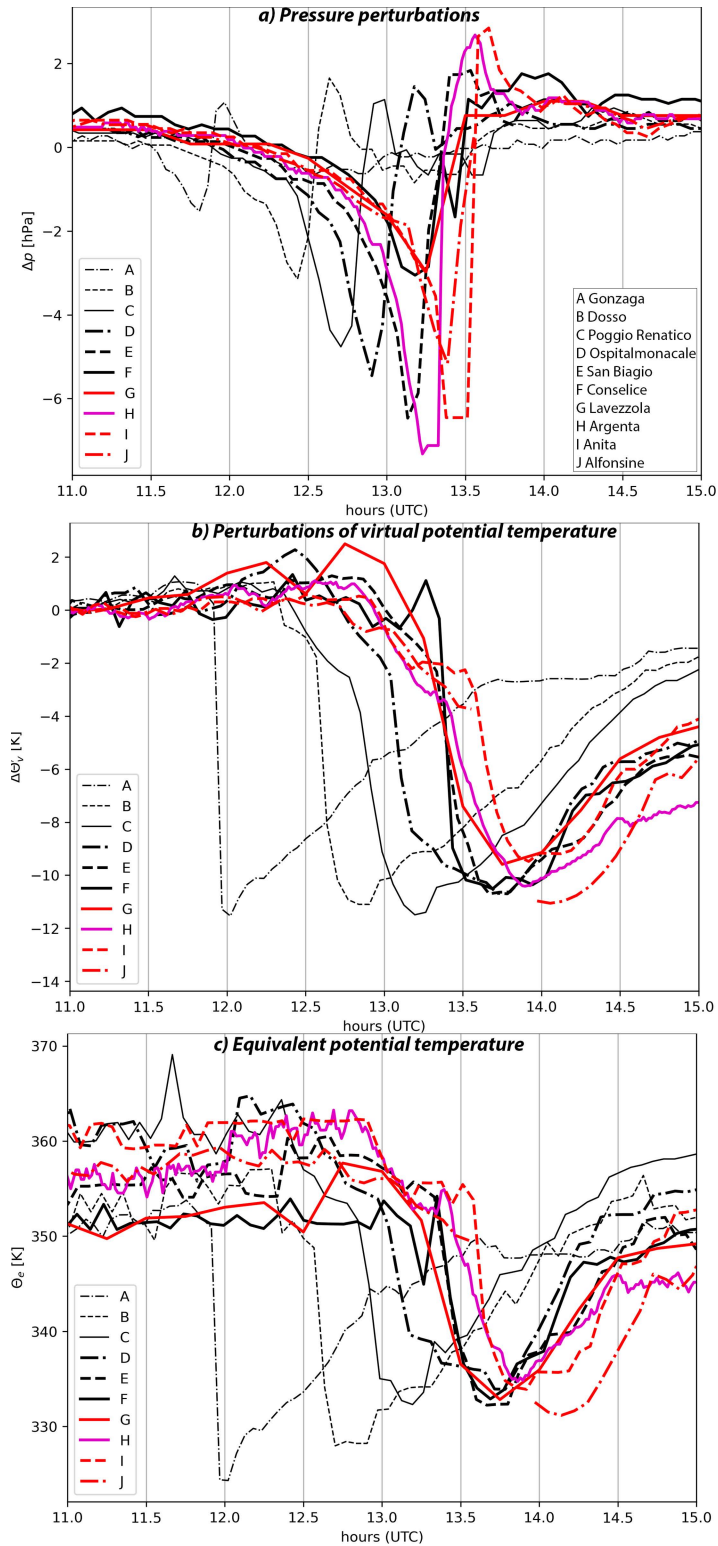 a) Pressure perturbations
2
0
−2
−4
−6
Δp [hPa]
A
B
C
D
E
F
G
H
I
J
A Gonzaga
B Dosso
C Poggio Renatico
D Ospitalmonacale
E San Biagio
F Conselice
G Lavezzola
H Argenta
I Anita
J Alfonsine
11.0 11.5 12.0 12.5 13.0 13.5 14.0 14.5 15.0
hours (UTC)
b) Perturbations of virtual potential temperature
2
0
−2
−4
−6
−8
−10
−12
−14
ΔΘ′v [K]
A
B
C
D
E
F
G
H
I
J
11.0 11.5 12.0 12.5 13.0 13.5 14.0 14.5 15.0
hours (UTC)
c) Equivalent potential temperature
370
360
350
340
330
Θe [K]
A
B
C
D
E
F
G
H
I
J
11.0 11.5 12.0 12.5 13.0 13.5 14.0 14.5 15.0
hours (UTC)